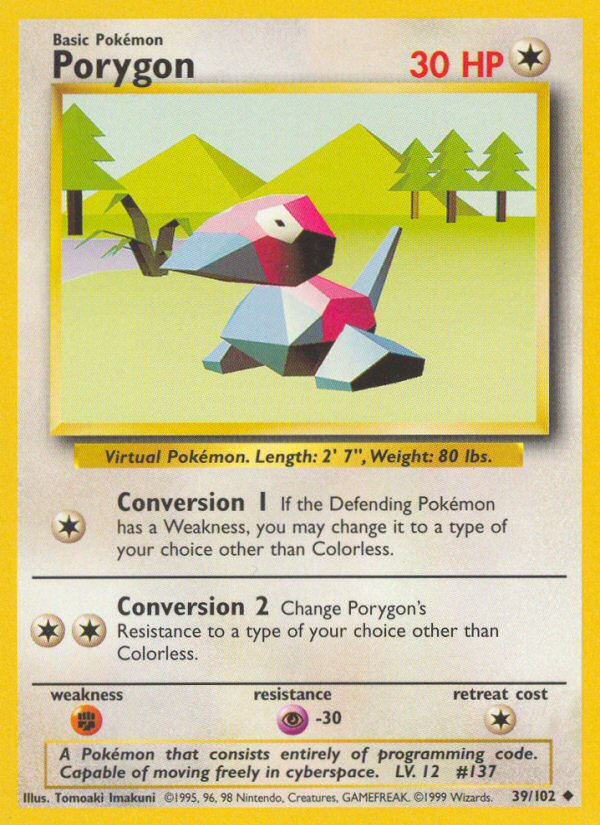 Basic Pokémon
Porygon
30 HP
Virtual Pokémon. Length: 2' 7", Weight: 80 lbs.
Conversion 1 If the Defending Pokémon
has a Weakness, you may change it to a type of
your choice other than Colorless.
Conversion 2 Change Porygon's
Resistance to a type of your choice other than
Colorless.
weakness resistance retreat cost
-30
A Pokémon that consists entirely of programming code.
Capable of moving freely in cyberspace. LV. 12 #137
Illus. Tomoaki Imakuni ©1995, 96, 98 Nintendo, Creatures, GAMEFREAK. ©1999 Wizards. 39/102